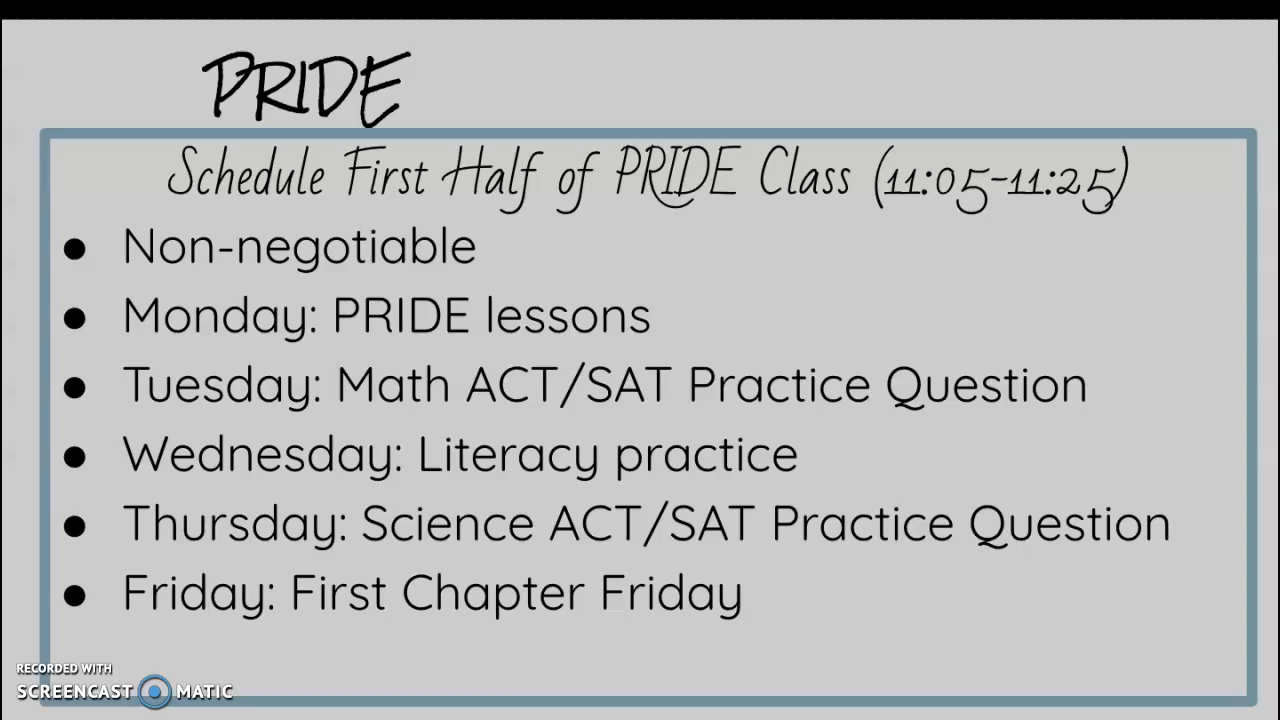 PRIDE
Schedule First Half of PRIDE Class (11:05-11:25)
● Non-negotiable
● Monday: PRIDE lessons
● Tuesday: Math ACT/SAT Practice Question
● Wednesday: Literacy practice
● Thursday: Science ACT/SAT Practice Question
● Friday: First Chapter Friday
RECORDED WITH
SCREENCAST MATIC